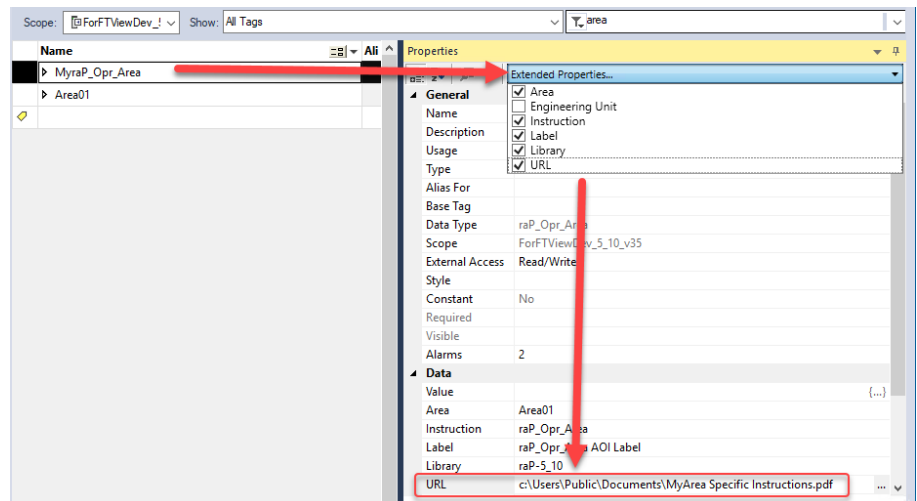 Scope: ForFTViewDev_! Show: All Tags area
Name Ali Properties
MyraP_Opr_Area Extended Properties...
Area
Area01 General
Engineering Unit
Name Instruction
Description Label
Usage Library
Type URL
Alias For
Base Tag
Data Type raP_Opr_Area
Scope ForFTViewDev_5_10_v35
External Access Read/Write
Style
Constant No
Required
Visible
Alarms 2
Data
Value {...}
Area Area01
Instruction raP_Opr_Area
Label raP_Opr_Area AOI Label
Library raP-5_10
URL c:\Users\Public\Documents\MyArea Specific Instructions.pdf ...